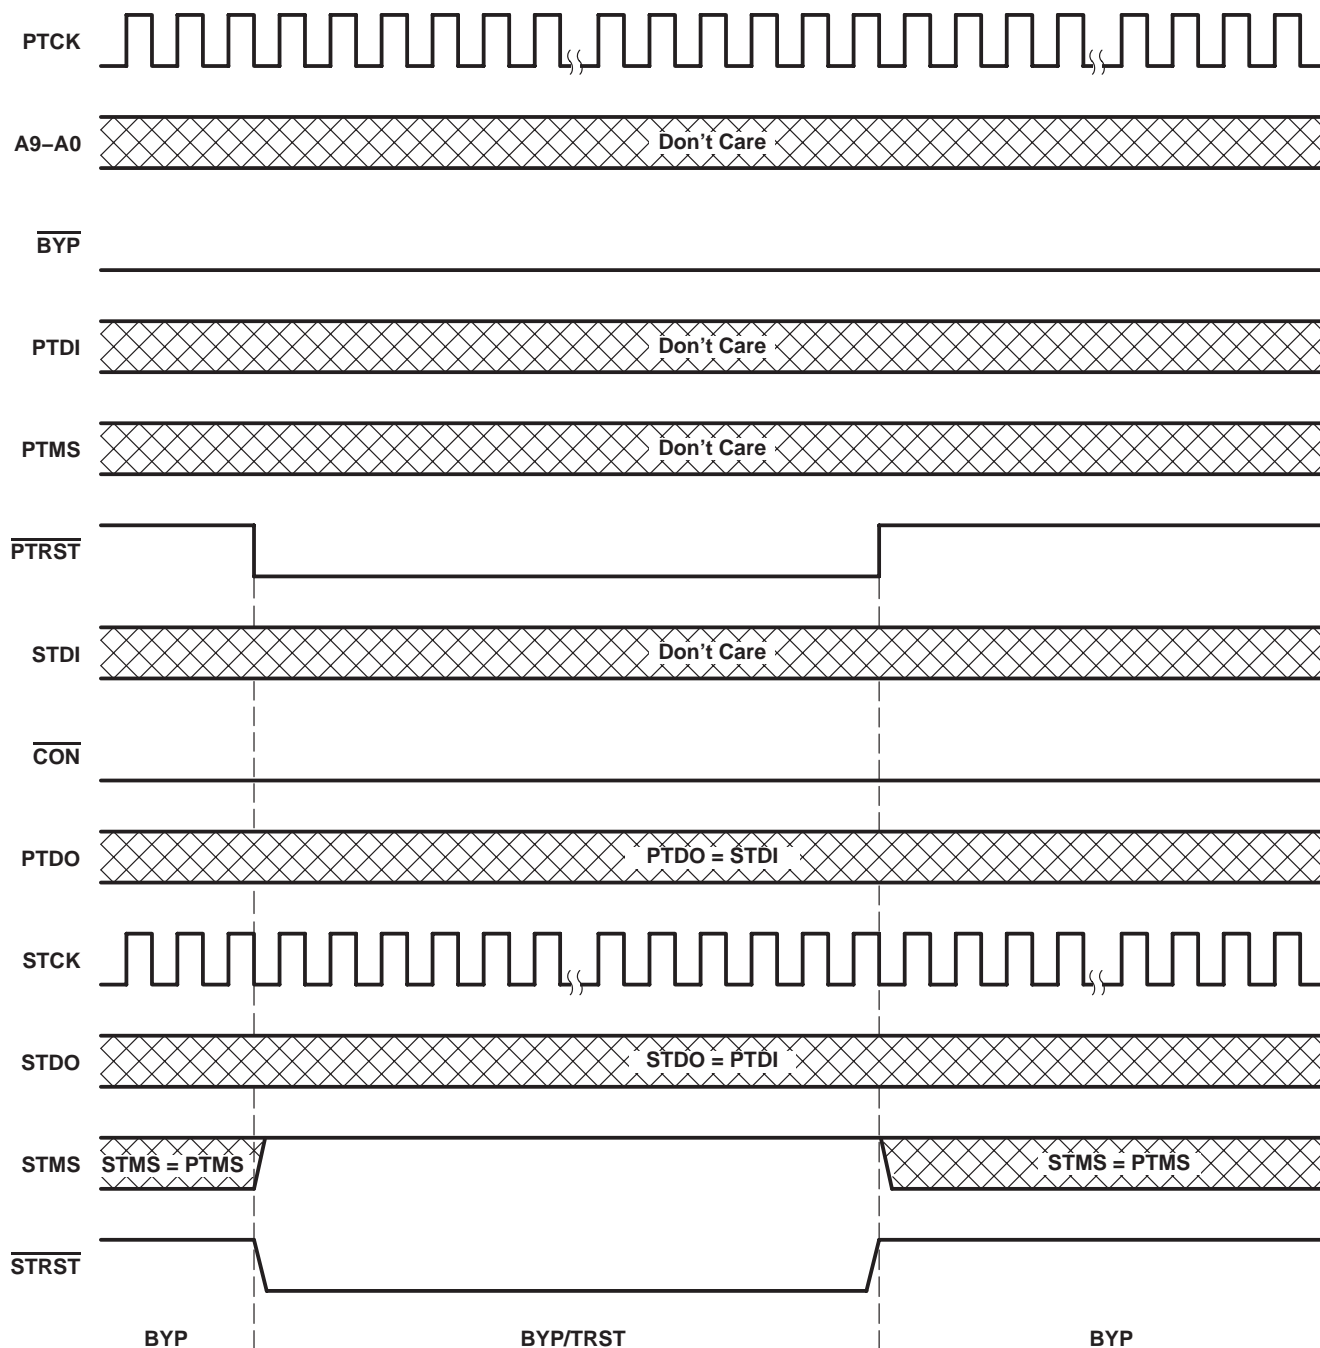 PTCK
A9–A0
Don't Care
BYP
PTDI
Don't Care
PTMS
Don't Care
PTRST
STDI
Don't Care
CON
PTDO
PTDO = STDI
STCK
STDO
STDO = PTDI
STMS
STMS = PTMS
STMS = PTMS
STRST
BYP
BYP/TRST
BYP